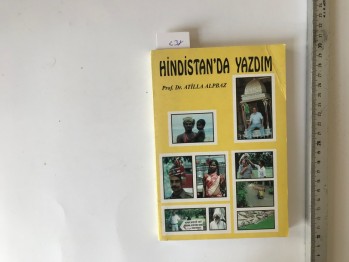 HİNDİSTAN'DA YAZDIM
Prof. Dr. ATİLLA ALPBAZ